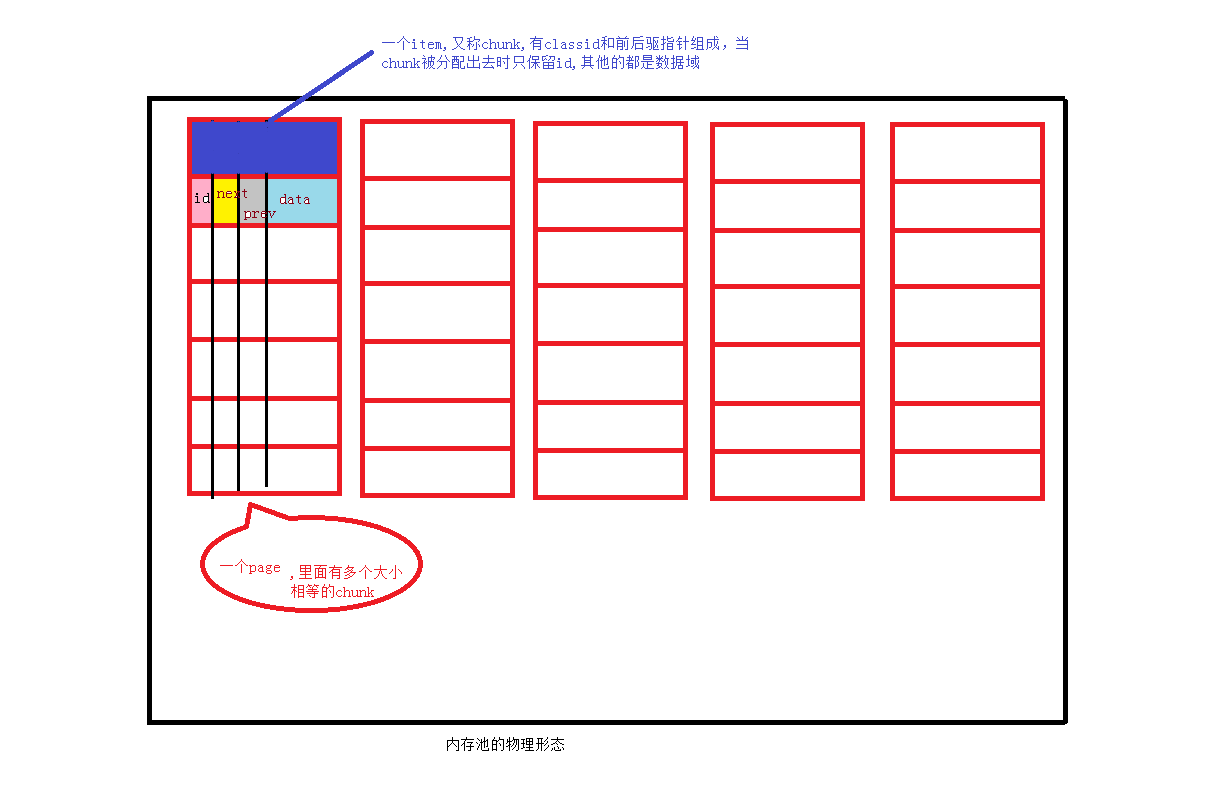 一个item,又称chunk,有classid和前后驱指针组成，当
chunk被分配出去时只保留id,其他的都是数据域
id
next
prev
data
一个page ,里面有多个大小
相等的chunk
内存池的物理形态